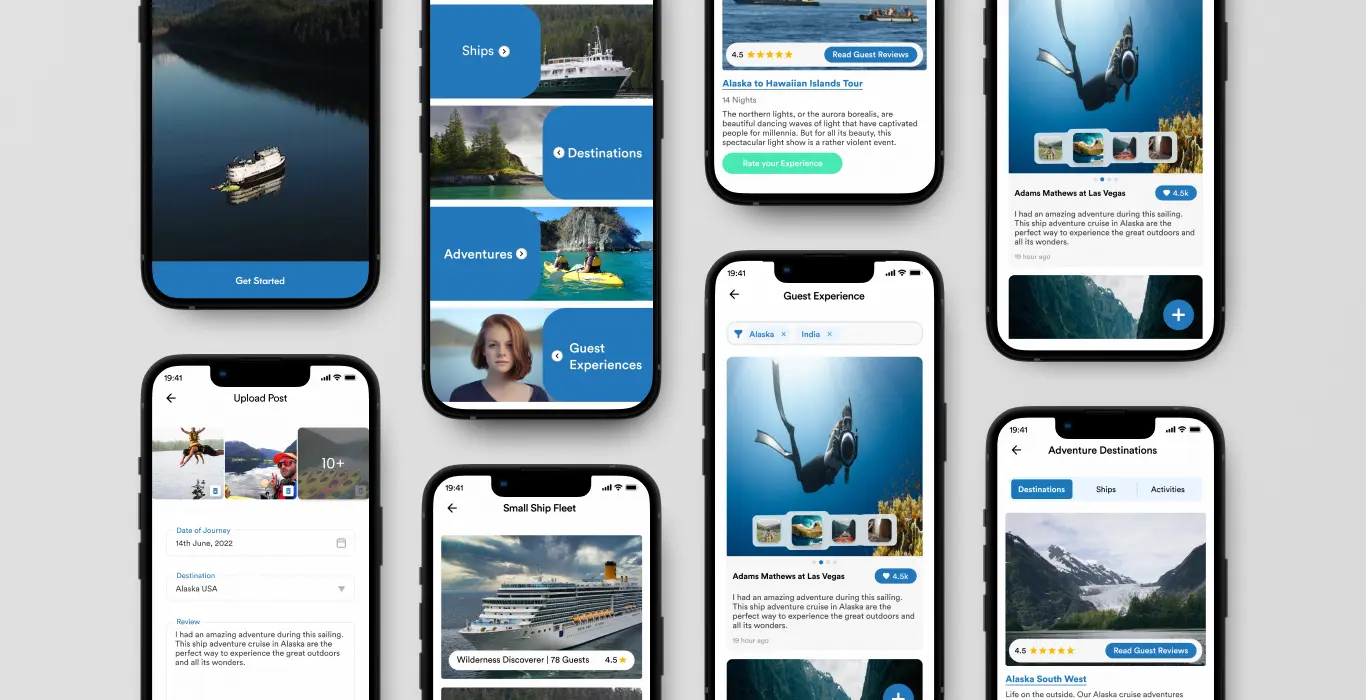 Get Started
19:41
Upload Post
10+
Date of Journey
14th June, 2022
Destination
Alaska USA
Review
I had an amazing adventure during this sailing.
This ship adventure cruise in Alaska are the
perfect way to experience the great outdoors
and all its wonders.
Ships
Destinations
Adventures
Guest
Experiences
19:41
Small Ship Fleet
Wilderness Discoverer | 78 Guests 4.5
4.5 Read Guest Reviews
Alaska to Hawaiian Islands Tour
14 Nights
The northern lights, or the aurora borealis, are
beautiful dancing waves of light that have captivated
people for millennia. But for all its beauty, this
spectacular light show is a rather violent event.
Rate your Experience
19:41
Guest Experience
Alaska × India ×
Adams Mathews at Las Vegas 4.5k
I had an amazing adventure during this sailing.
This ship adventure cruise in Alaska are the
perfect way to experience the great outdoors and
all its wonders.
19 hour ago
Adams Mathews at Las Vegas 4.5k
I had an amazing adventure during this sailing.
This ship adventure cruise in Alaska are the
perfect way to experience the great outdoors and
all its wonders.
19 hour ago
19:41
Adventure Destinations
Destinations Ships Activities
4.5 Read Guest Reviews
Alaska South West
Life on the outside. Our Alaska cruise adventures